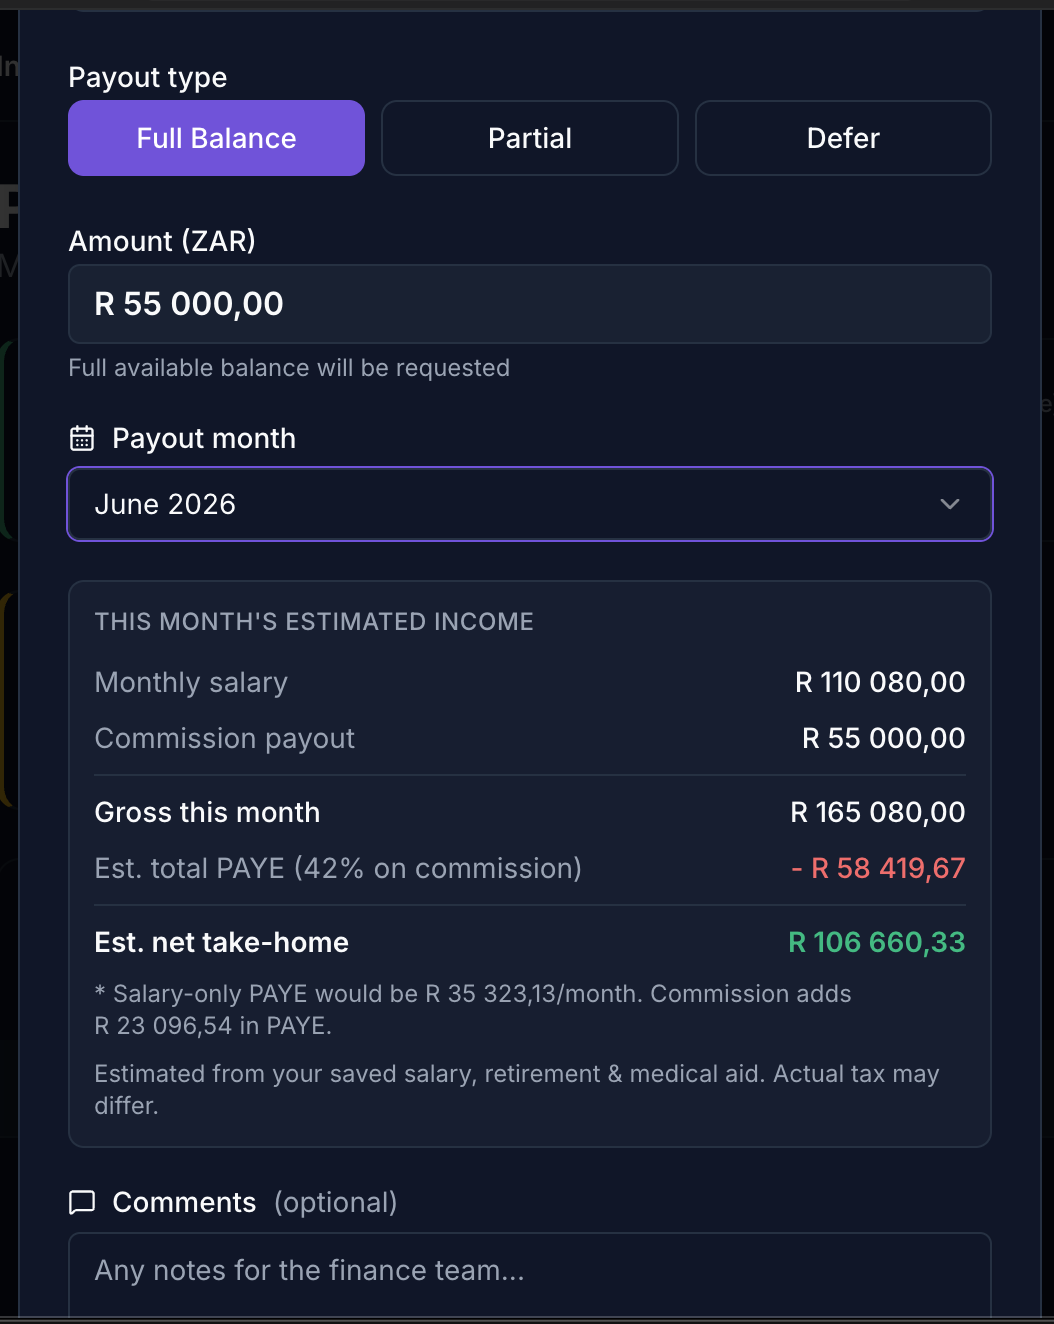 Payout type
Full Balance
Partial
Defer
Amount (ZAR)
R 55 000,00
Full available balance will be requested
Payout month
June 2026
THIS MONTH'S ESTIMATED INCOME
Monthly salary R 110 080,00
Commission payout R 55 000,00
Gross this month R 165 080,00
Est. total PAYE (42% on commission) - R 58 419,67
Est. net take-home R 106 660,33
* Salary-only PAYE would be R 35 323,13/month. Commission adds
R 23 096,54 in PAYE.
Estimated from your saved salary, retirement & medical aid. Actual tax may
differ.
Comments (optional)
Any notes for the finance team...